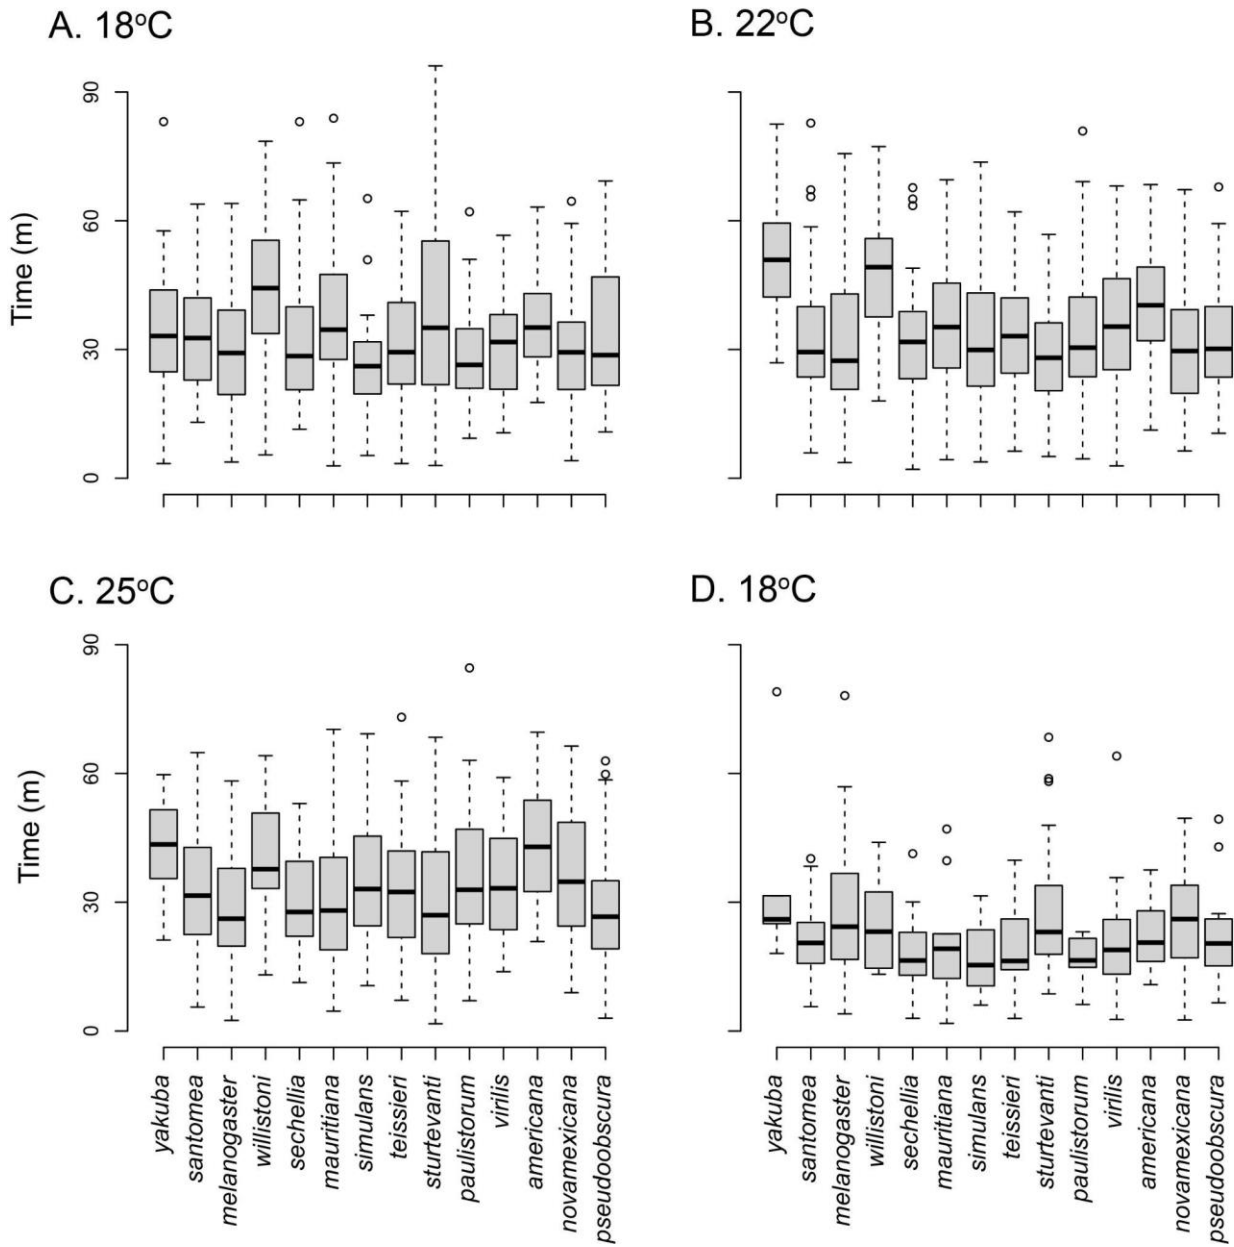 A. 18°C
B. 22°C
Time (m)
90
60
30
0
C. 25°C
D. 18°C
Time (m)
90
60
30
0
yakuba
santomea
melanogaster
willistoni
sechellia
mauritiana
simulans
teissieri
sturtevanti
paulistorum
virilis
americana
novamexicana
pseudoobscura
yakuba
santomea
melanogaster
willistoni
sechellia
mauritiana
simulans
teissieri
sturtevanti
paulistorum
virilis
americana
novamexicana
pseudoobscura